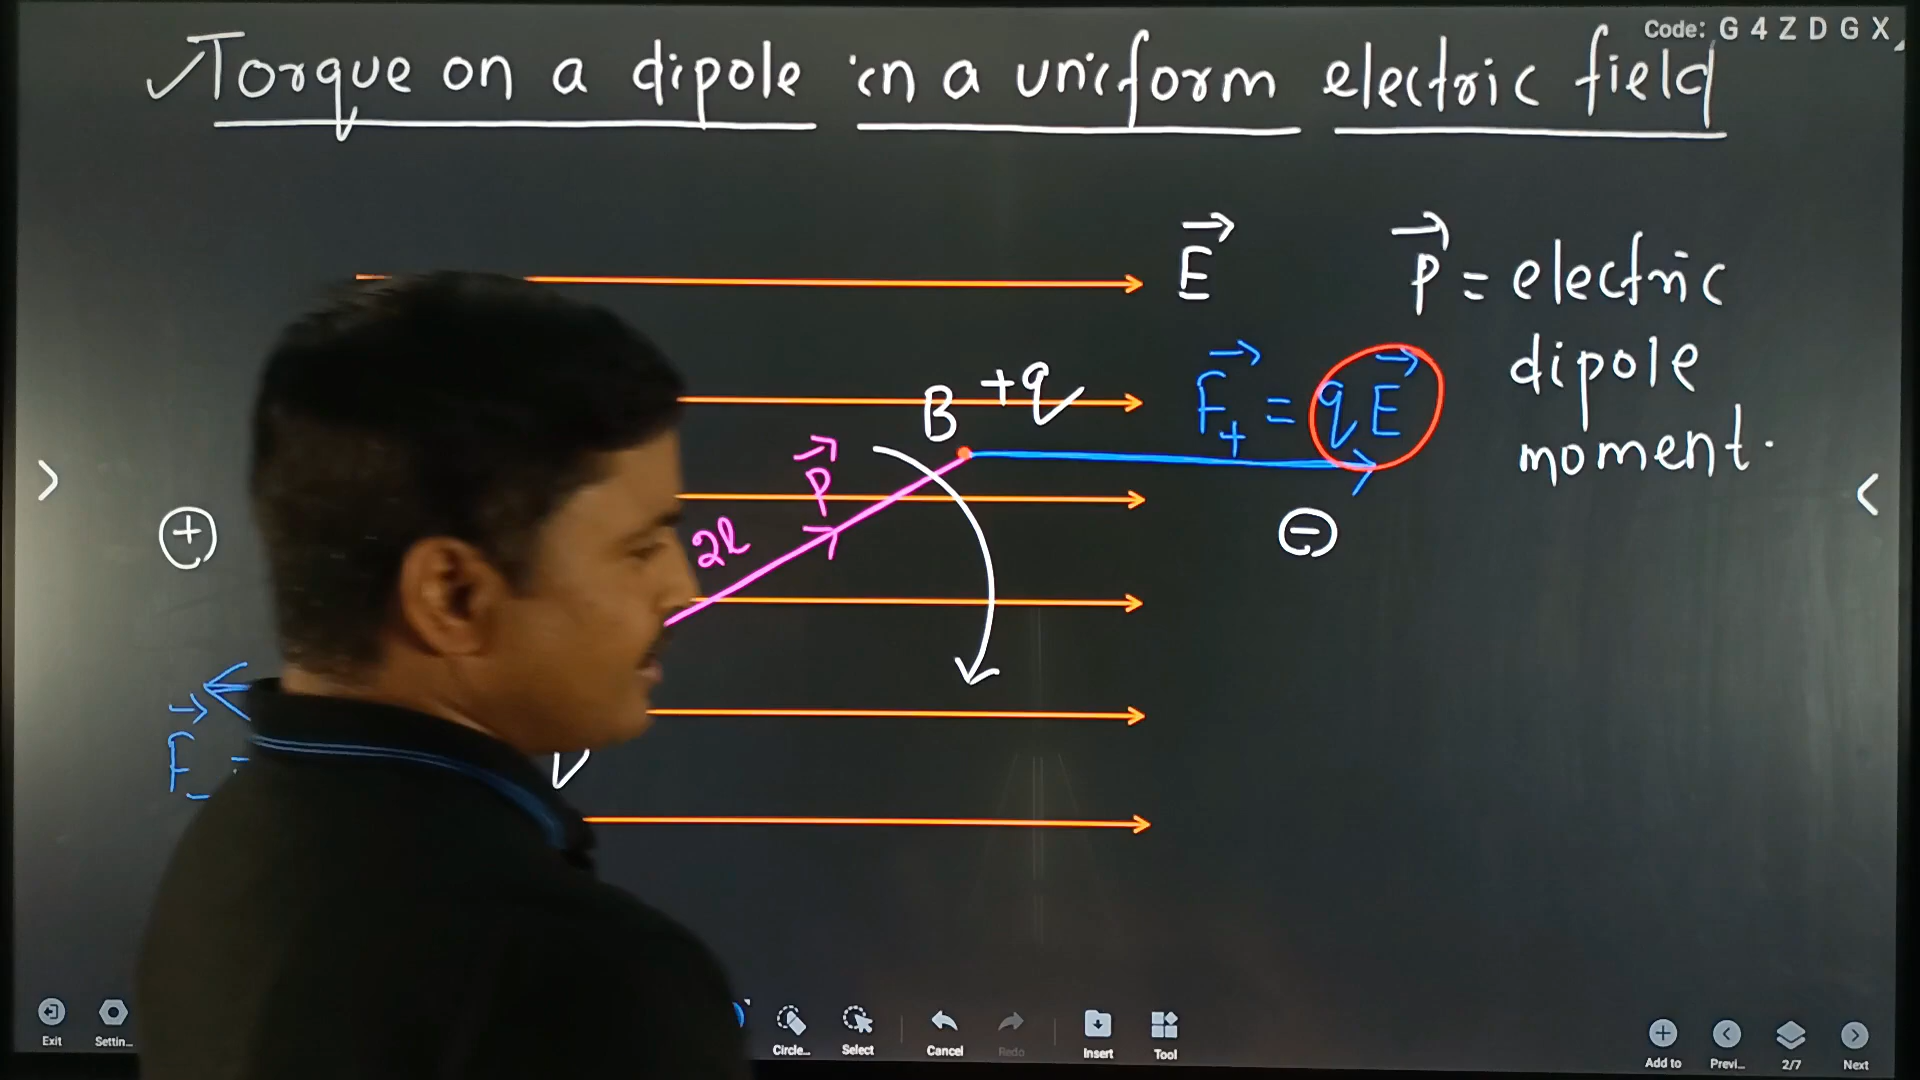 Code: G 4 Z D G X
✓Torque on a dipole in a uniform electric field
E
P = electric
dipole
moment.
F+ = qE
B +q
P
2l
+
-
F- =
Exit
Settin...
Circle...
Select
Cancel
Redo
Insert
Tool
Add to
Previ...
2/7
Next